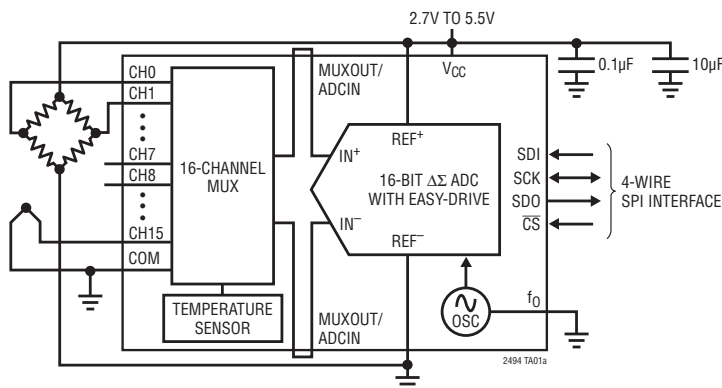 2.7V TO 5.5V
CH0
CH1
CH7
CH8
CH15
COM
16-CHANNEL
MUX
TEMPERATURE
SENSOR
MUXOUT/
ADCIN
MUXOUT/
ADCIN
VCC
0.1µF
10µF
REF+
IN+
16-BIT ΔΣ ADC
WITH EASY-DRIVE
IN−
REF−
SDI
SCK
SDO
CS
4-WIRE
SPI INTERFACE
OSC
fO
2494 TA01a